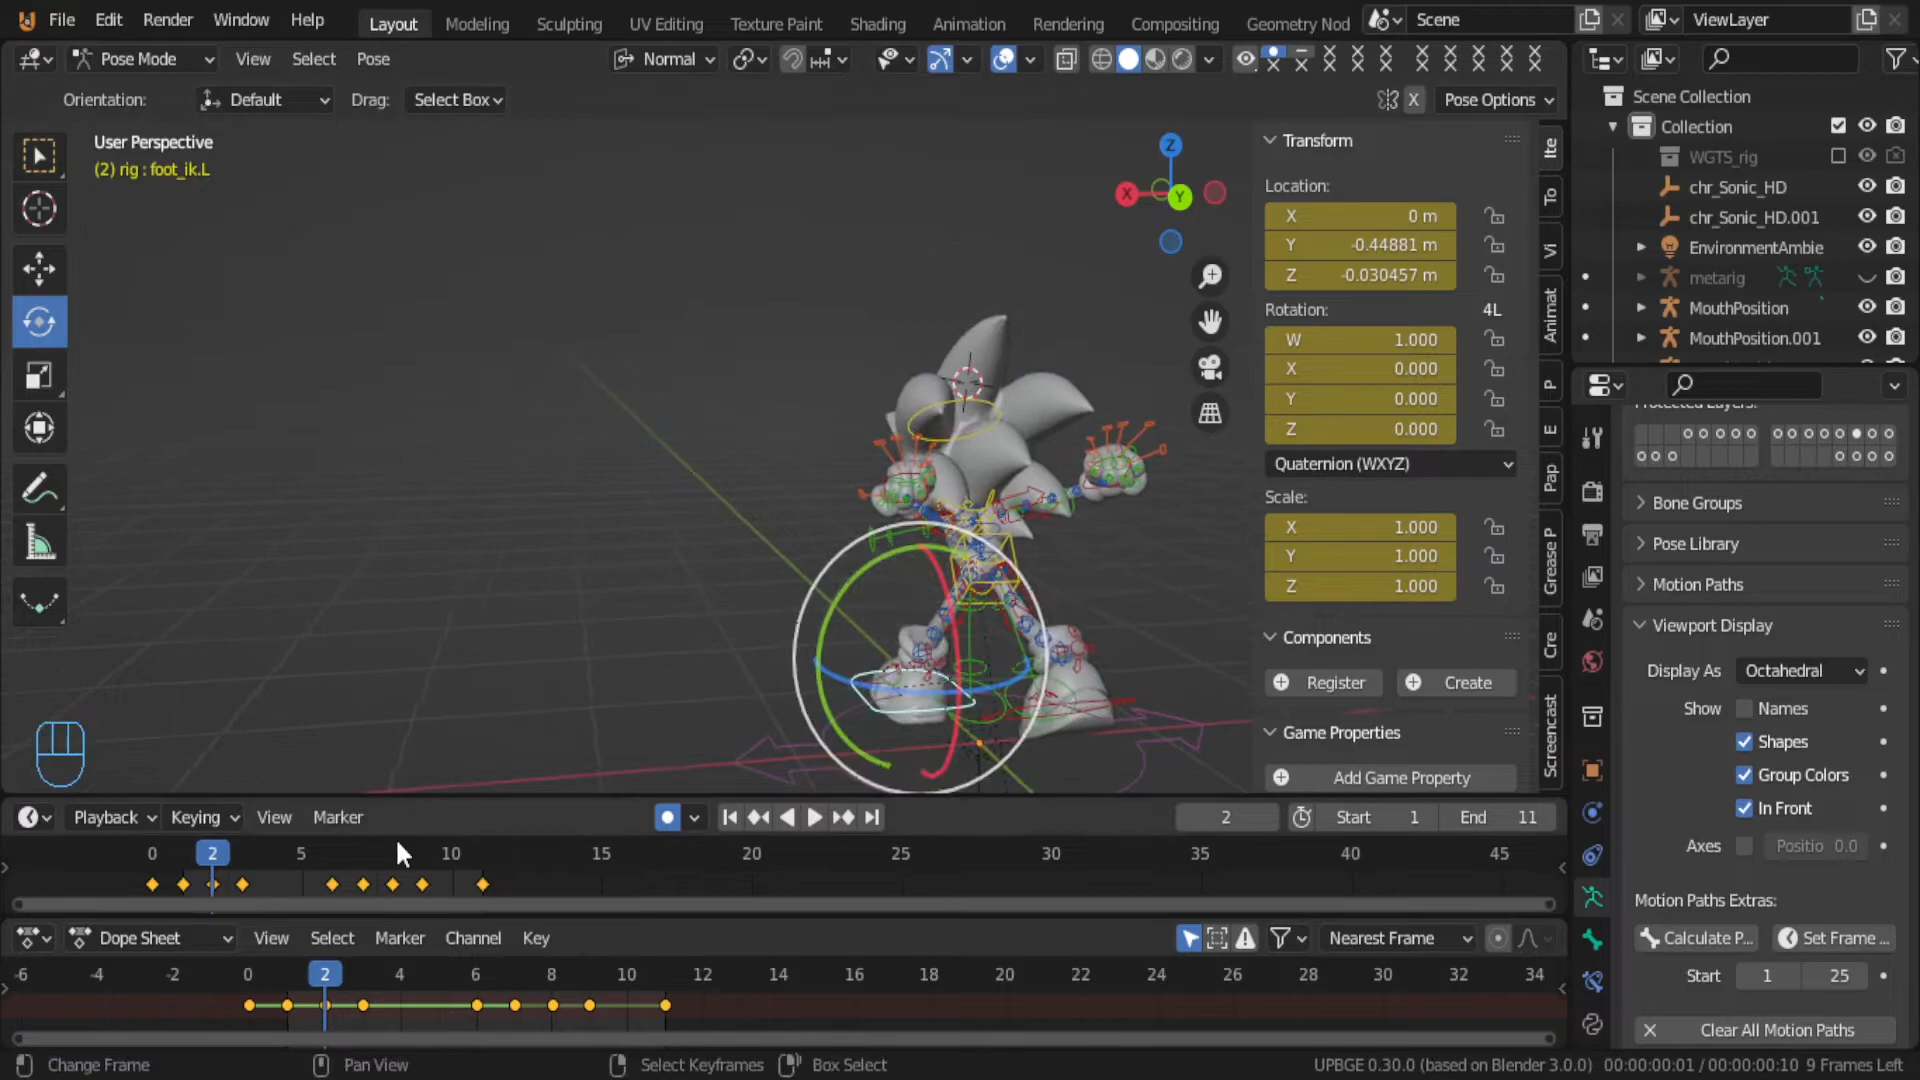 File Edit Render Window Help Layout Modeling Sculpting UV Editing Texture Paint Shading Animation Rendering Compositing Geometry Nod Scene ViewLayer
Pose Mode View Select Pose Normal
Orientation: Default Drag: Select Box X Pose Options
User Perspective
(2) rig : foot_ik.L
Z
X
Y
Transform
Location:
X 0 m
Y -0.44881 m
Z -0.030457 m
Rotation: 4L
W 1.000
X 0.000
Y 0.000
Z 0.000
Quaternion (WXYZ)
Scale:
X 1.000
Y 1.000
Z 1.000
Components
Register Create
Game Properties
Add Game Property
Ite
To
Vi
Animat
P
E
Pap
Grease P
Cre
Screencast
Scene Collection
Collection
WGTS_rig
chr_Sonic_HD
chr_Sonic_HD.001
EnvironmentAmbie
metarig
MouthPosition
MouthPosition.001
Protected Layers:
Bone Groups
Pose Library
Motion Paths
Viewport Display
Display As Octahedral
Show Names
Shapes
Group Colors
In Front
Axes Positio 0.0
Motion Paths Extras:
Calculate P... Set Frame ...
Start 1 25
Clear All Motion Paths
Playback Keying View Marker 2 Start 1 End 11
0 2 5 10 15 20 25 30 35 40 45
Dope Sheet View Select Marker Channel Key Nearest Frame
-6 -4 -2 0 2 4 6 8 10 12 14 16 18 20 22 24 26 28 30 32 34
Change Frame Pan View Select Keyframes Box Select UPBGE 0.30.0 (based on Blender 3.0.0) 00:00:00:01 / 00:00:00:10 9 Frames Left